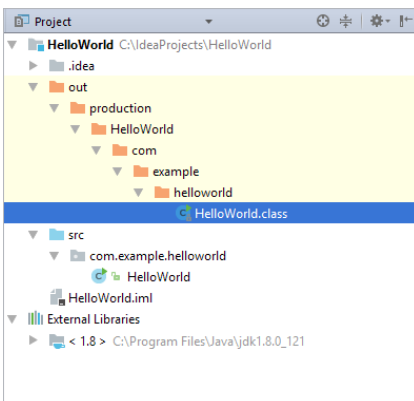 Project
HelloWorld C:\IdeaProjects\HelloWorld
.idea
out
production
HelloWorld
com
example
helloworld
HelloWorld.class
src
com.example.helloworld
HelloWorld
HelloWorld.iml
External Libraries
< 1.8 > C:\Program Files\Java\jdk1.8.0_121